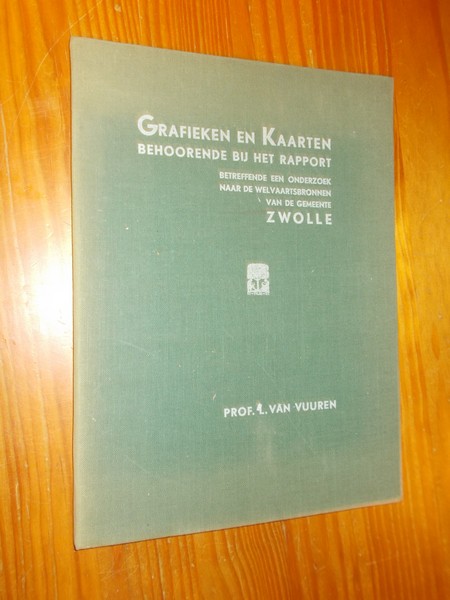 GRAFIEKEN EN KAARTEN
BEHOORENDE BIJ HET RAPPORT
BETREFFENDE EEN ONDERZOEK
NAAR DE WELVAARTSBRONNEN
VAN DE GEMEENTE
ZWOLLE
PROF. L. VAN VUUREN